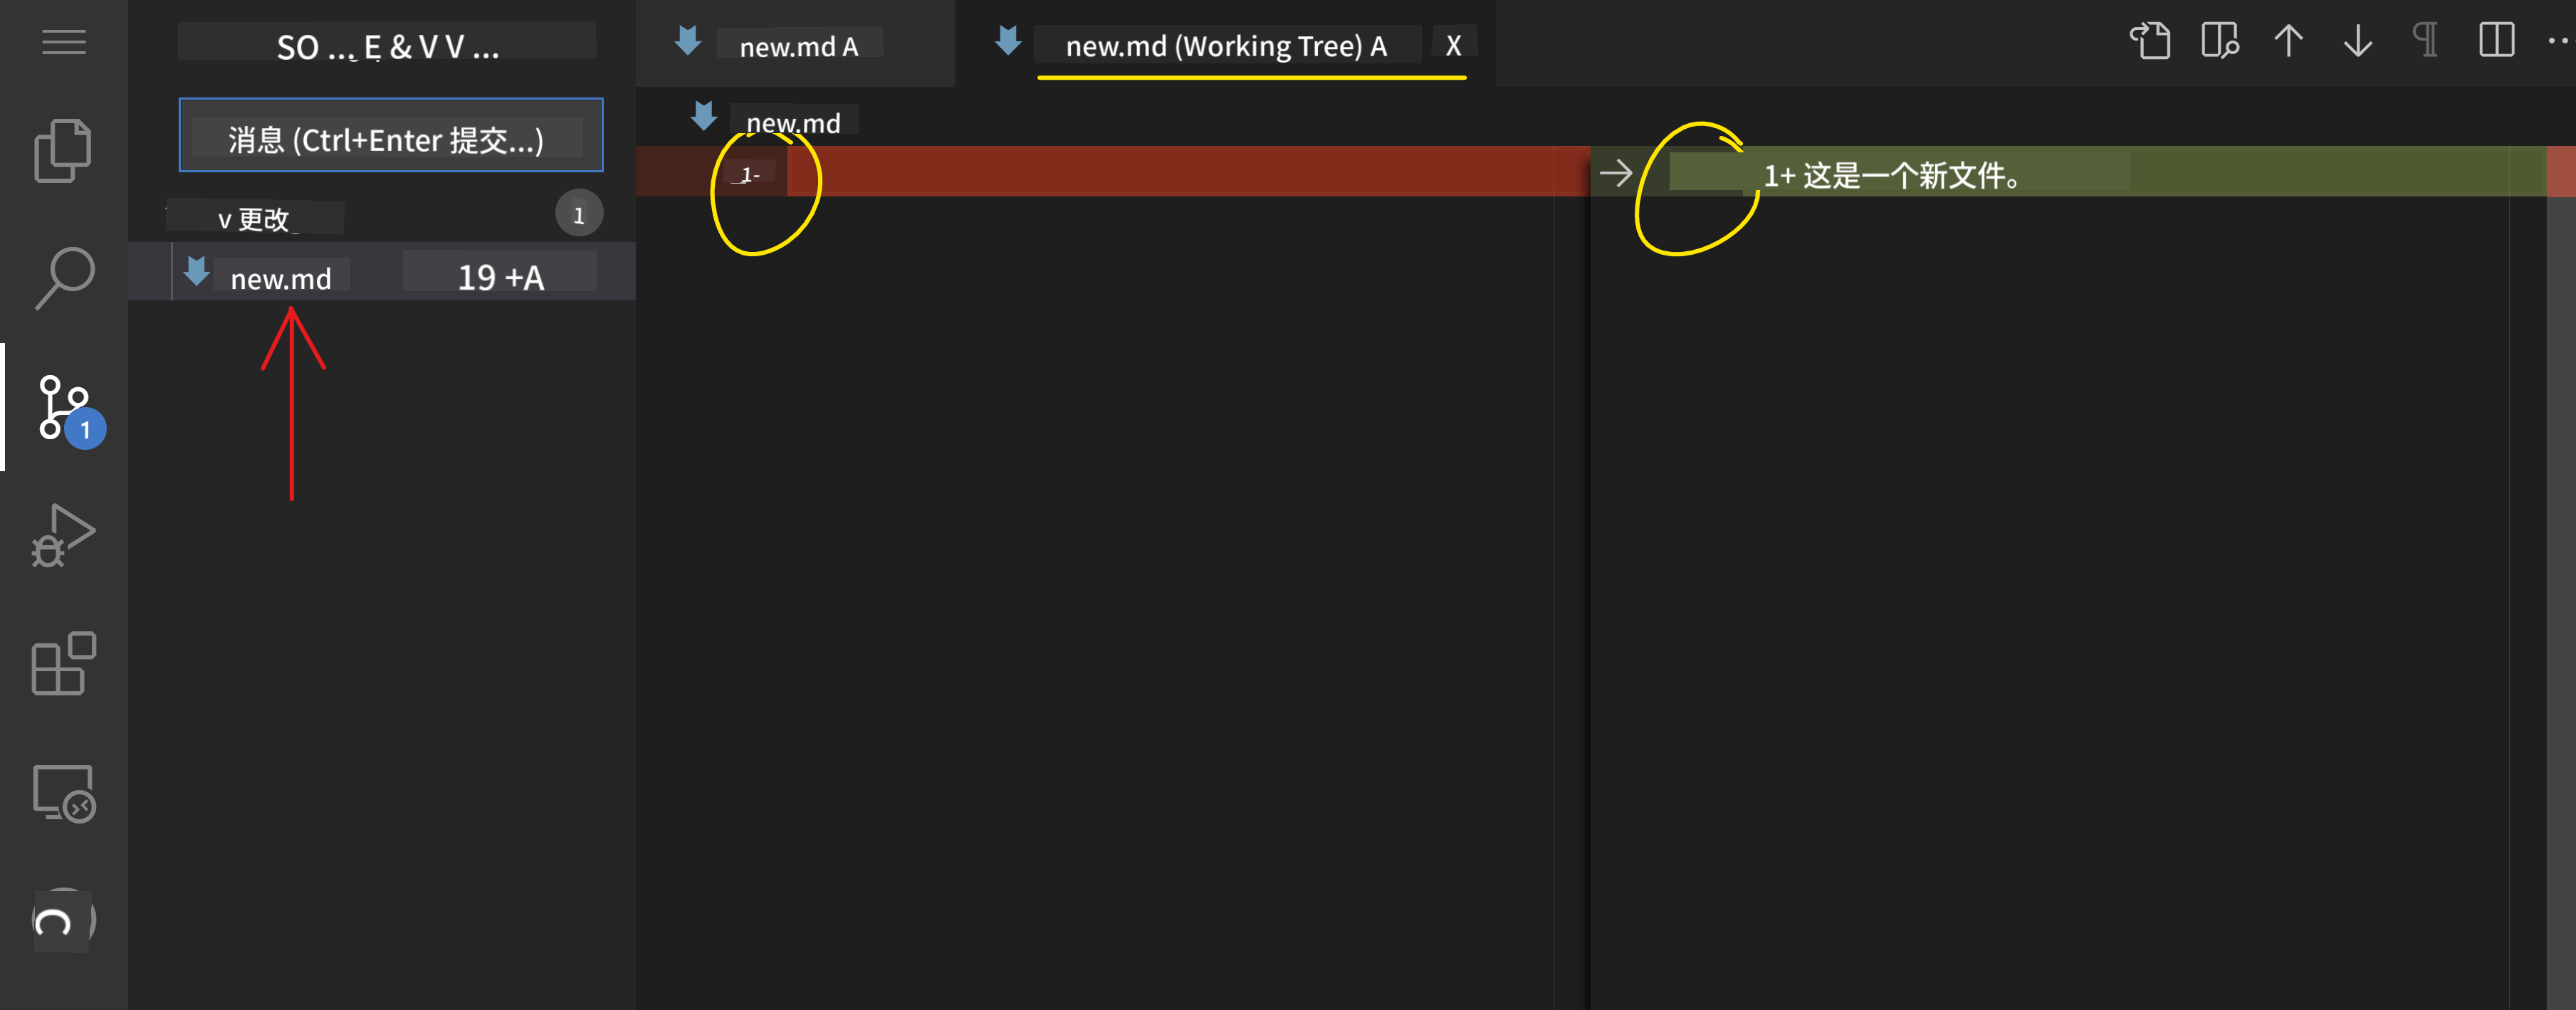 SO ... E & V V ...
消息 (Ctrl+Enter 提交...)
v 更改
1
new.md
19 +A
1
new.md A
new.md (Working Tree) A
X
new.md
1-
1+ 这是一个新文件。